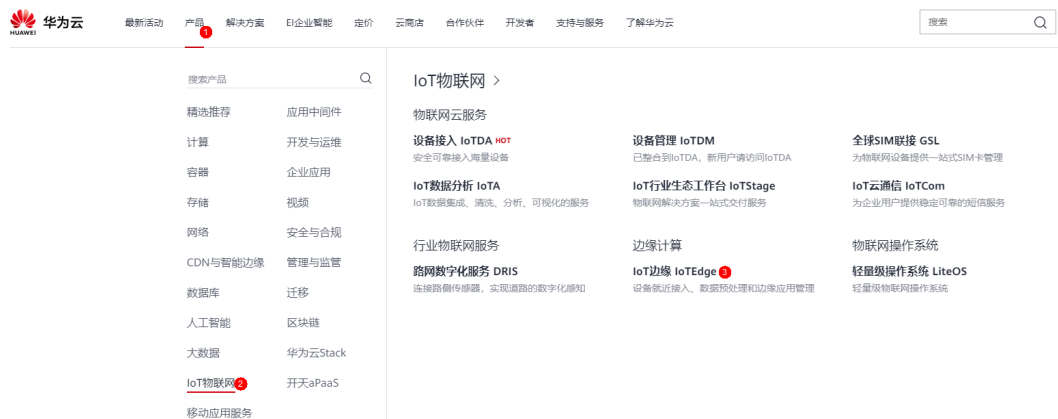 HUAWEI 华为云 最新活动 产品 解决方案 EI企业智能 定价 云商店 合作伙伴 开发者 支持与服务 了解华为云 搜索
1
搜索产品
精选推荐 应用中间件
计算 开发与运维
容器 企业应用
存储 视频
网络 安全与合规
CDN与智能边缘 管理与监管
数据库 迁移
人工智能 区块链
大数据 华为云Stack
IoT物联网 2 开天aPaaS
移动应用服务
IoT物联网 >
物联网云服务
设备接入 IoTDA HOT
安全可靠接入海量设备
设备管理 IoTDM
已整合到IoTDA，新用户请访问IoTDA
全球SIM联接 GSL
为物联网设备提供一站式SIM卡管理
IoT数据分析 IoTA
IoT数据集成、清洗、分析、可视化的服务
IoT行业生态工作台 IoTStage
物联网解决方案一站式交付服务
IoT云通信 IoTCom
为企业用户提供稳定可靠的短信服务
行业物联网服务
路网数字化服务 DRIS
连接路侧传感器，实现道路的数字化感知
边缘计算
IoT边缘 IoTEdge 3
设备就近接入、数据预处理和边缘应用管理
物联网操作系统
轻量级操作系统 LiteOS
轻量级物联网操作系统